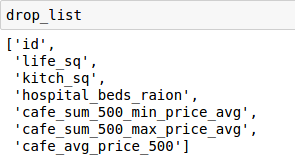 drop_list
['id',
 'life_sq',
 'kitch_sq',
 'hospital_beds_raion',
 'cafe_sum_500_min_price_avg',
 'cafe_sum_500_max_price_avg',
 'cafe_avg_price_500']